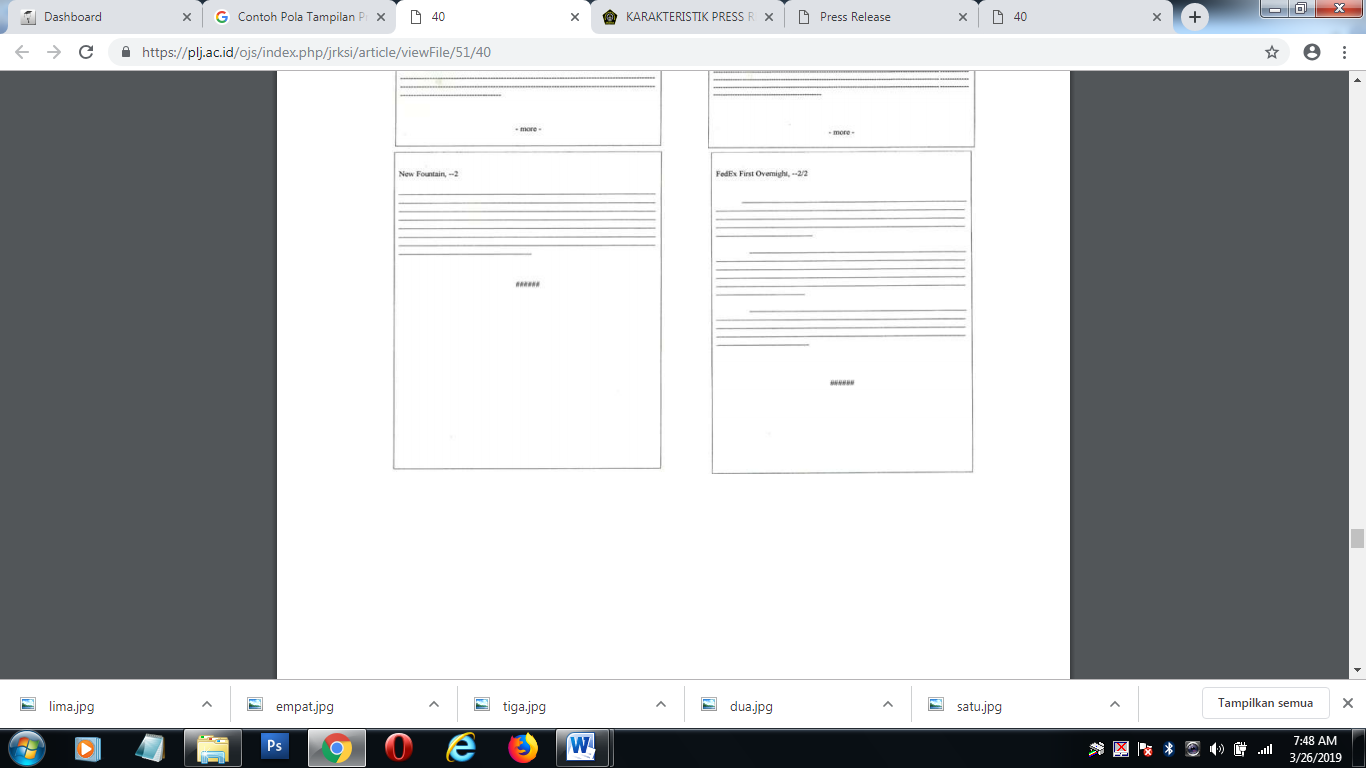 Dashboard
Contoh Pola Tampilan P
40
KARAKTERISTIK PRESS R
Press Release
40
https://plj.ac.id/ojs/index.php/jrksi/article/viewFile/51/40
- more -
- more -
New Fountain, --2
######
FedEx First Overnight, --2/2
######
lima.jpg
empat.jpg
tiga.jpg
dua.jpg
satu.jpg
Tampilkan semua
Ps
W
7:48 AM
3/26/2019